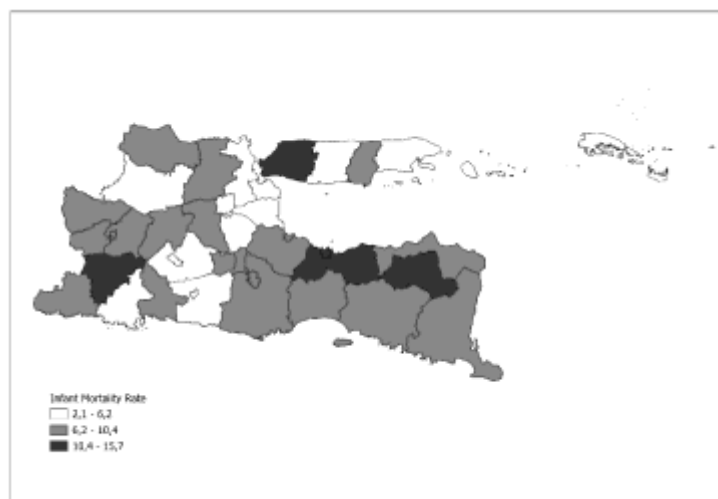 Infant Mortality Rate
2,1 - 6,2
6,2 - 10,4
10,4 - 15,7